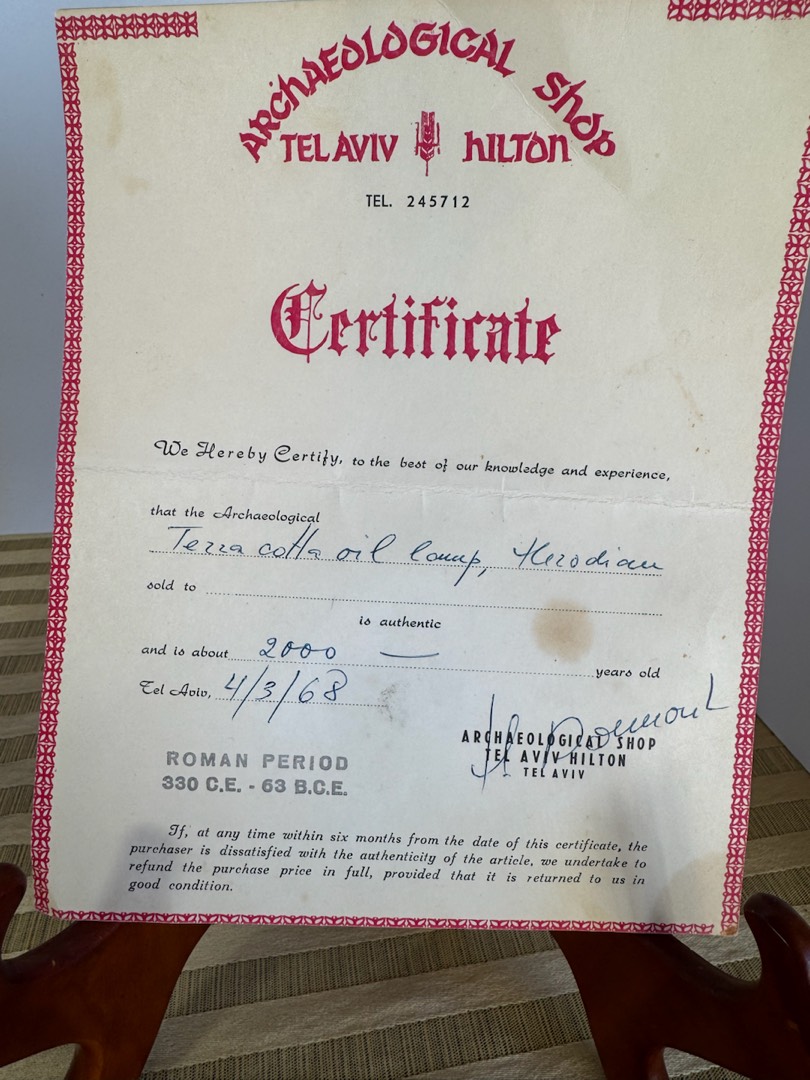 ARCHAEOLOGICAL SHOP
TEL AVIV HILTON
TEL. 245712
Certificate
We Hereby Certify, to the best of our knowledge and experience,
that the Archaeological
Terra cotta oil lamp, Herodian
sold to
is authentic
and is about 2000 — years old
Tel Aviv, 4/3/68
ARCHAEOLOGICAL SHOP
TEL AVIV HILTON
TEL AVIV
ROMAN PERIOD
330 C.E. - 63 B.C.E.
If, at any time within six months from the date of this certificate, the
purchaser is dissatisfied with the authenticity of the article, we undertake to
refund the purchase price in full, provided that it is returned to us in
good condition.